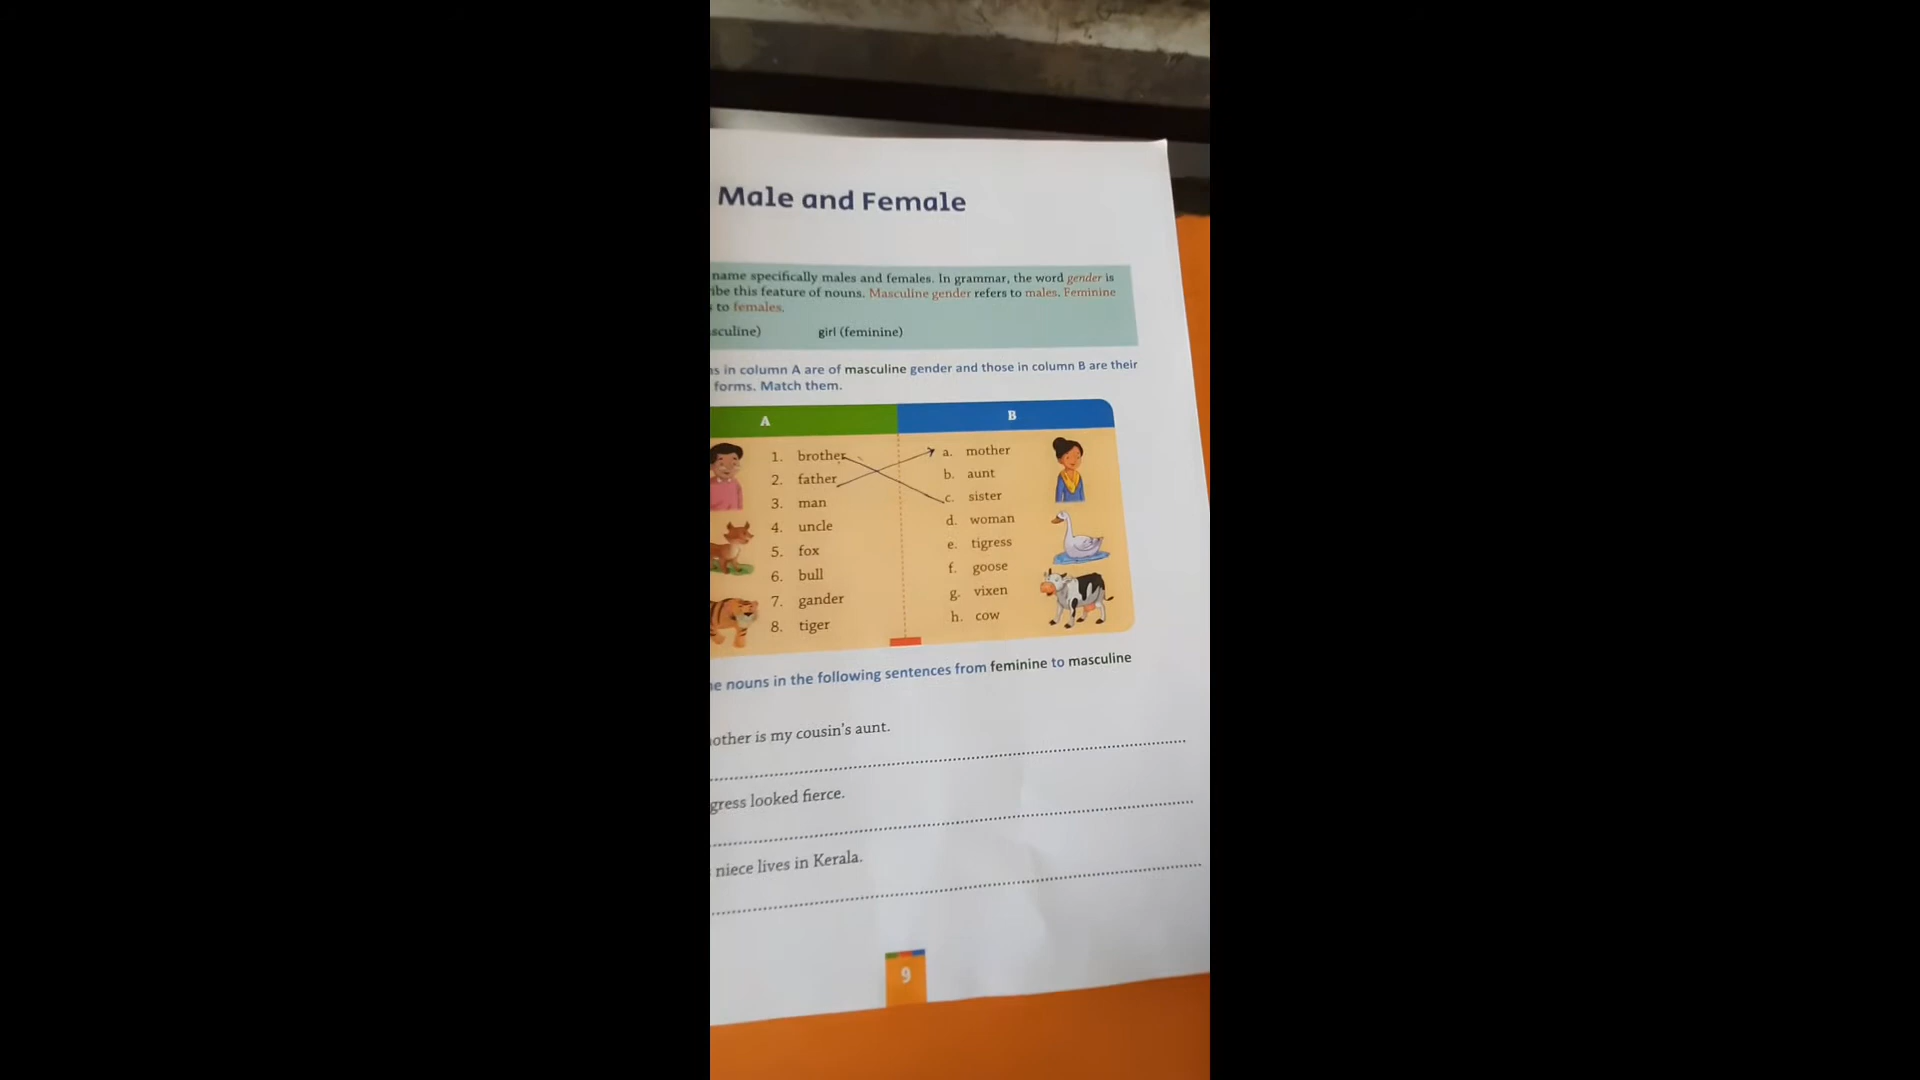 Male and Female
name specifically males and females. In grammar, the word gender is
this feature of nouns. Masculine gender refers to males. Feminine
to females.
girl (feminine)
in column A are of masculine gender and those in column B are their
forms. Match them.
A
B
1. brother
a. mother
2. father
b. aunt
3. man
c. sister
4. uncle
d. woman
5. fox
e. tigress
6. bull
f. goose
7. gander
g. vixen
8. tiger
h. cow
nouns in the following sentences from feminine to masculine
is my cousin's aunt.
looked fierce.
niece lives in Kerala.
9